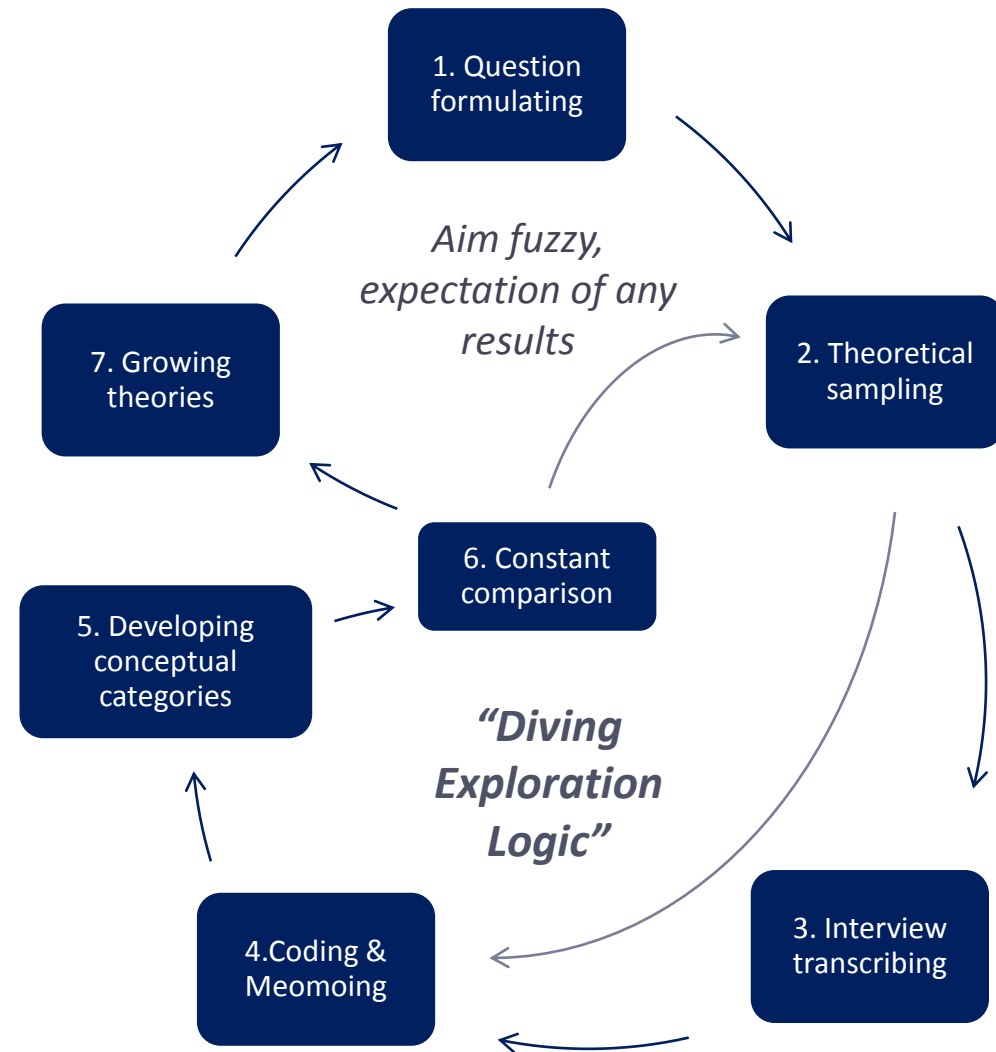 1. Question
formulating
Aim fuzzy,
expectation of any
results
2. Theoretical
sampling
7. Growing
theories
6. Constant
comparison
5. Developing
conceptual
categories
“Diving
Exploration
Logic”
3. Interview
transcribing
4.Coding &
Meomoing